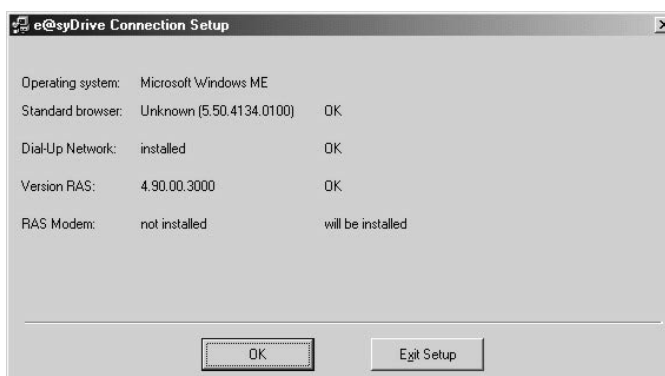 e@syDrive Connection Setup
Operating system: Microsoft Windows ME
Standard browser: Unknown (5.50.4134.0100) OK
Dial-Up Network: installed OK
Version RAS: 4.90.00.3000 OK
RAS Modem: not installed will be installed
OK Exit Setup